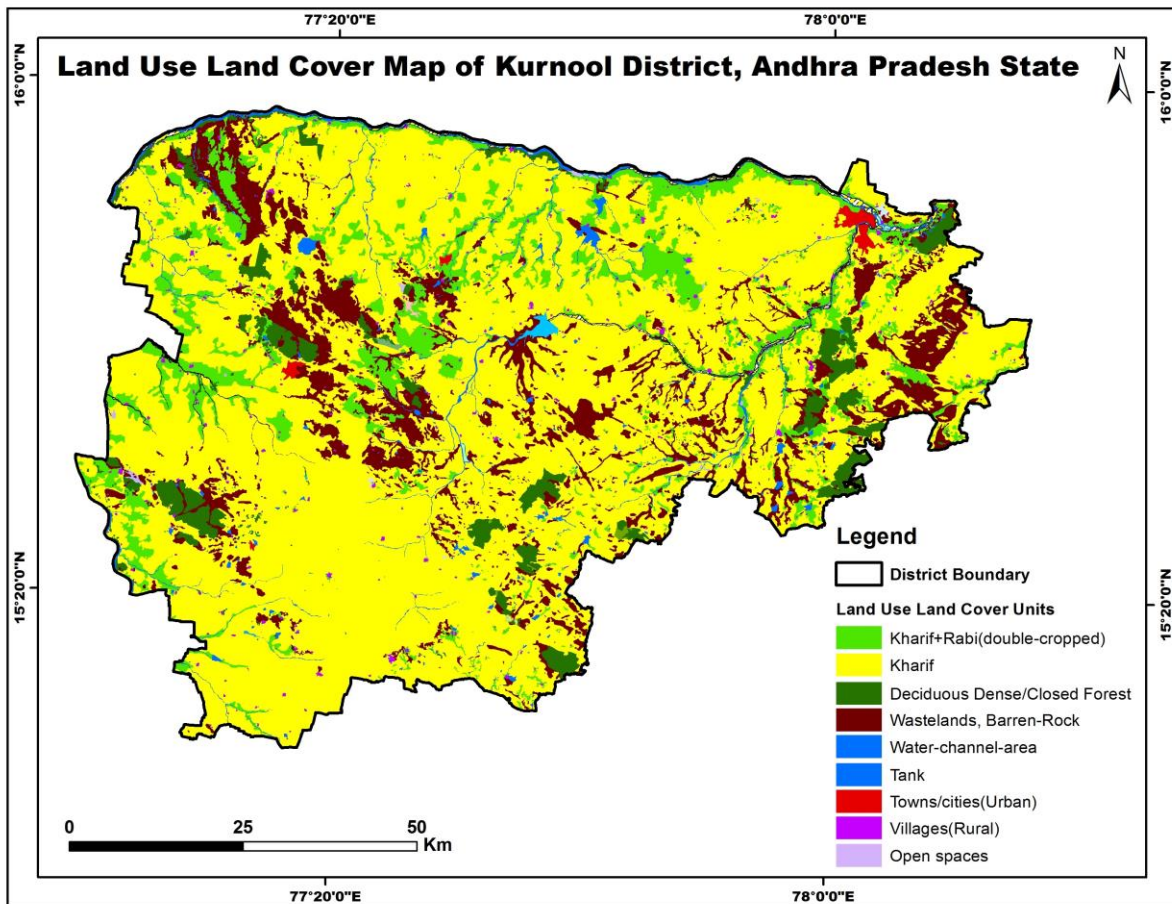 77°20'0"E
78°0'0"E
Land Use Land Cover Map of Kurnool District, Andhra Pradesh State
N
16°0'0"N
16°0'0"N
15°20'0"N
15°20'0"N
Legend
District Boundary
Land Use Land Cover Units
Kharif+Rabi(double-cropped)
Kharif
Deciduous Dense/Closed Forest
Wastelands, Barren-Rock
Water-channel-area
Tank
Towns/cities(Urban)
Villages(Rural)
Open spaces
0 25 50
Km
77°20'0"E
78°0'0"E